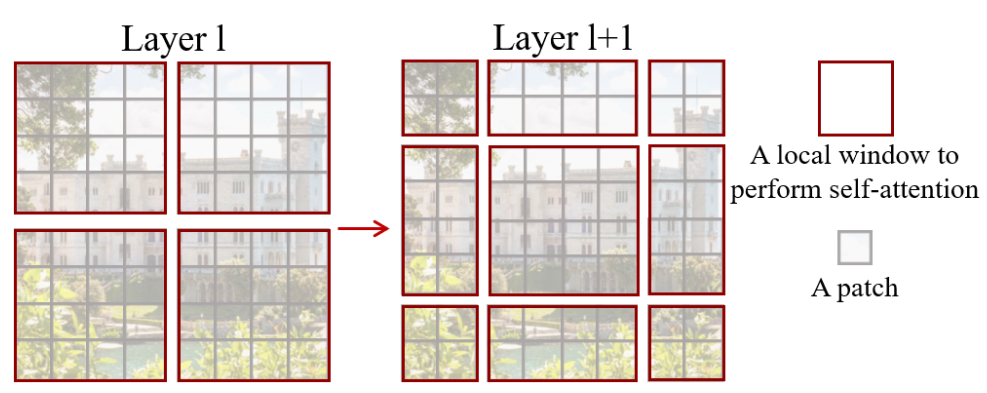 Layer l
Layer l+1
A local window to
perform self-attention
A patch